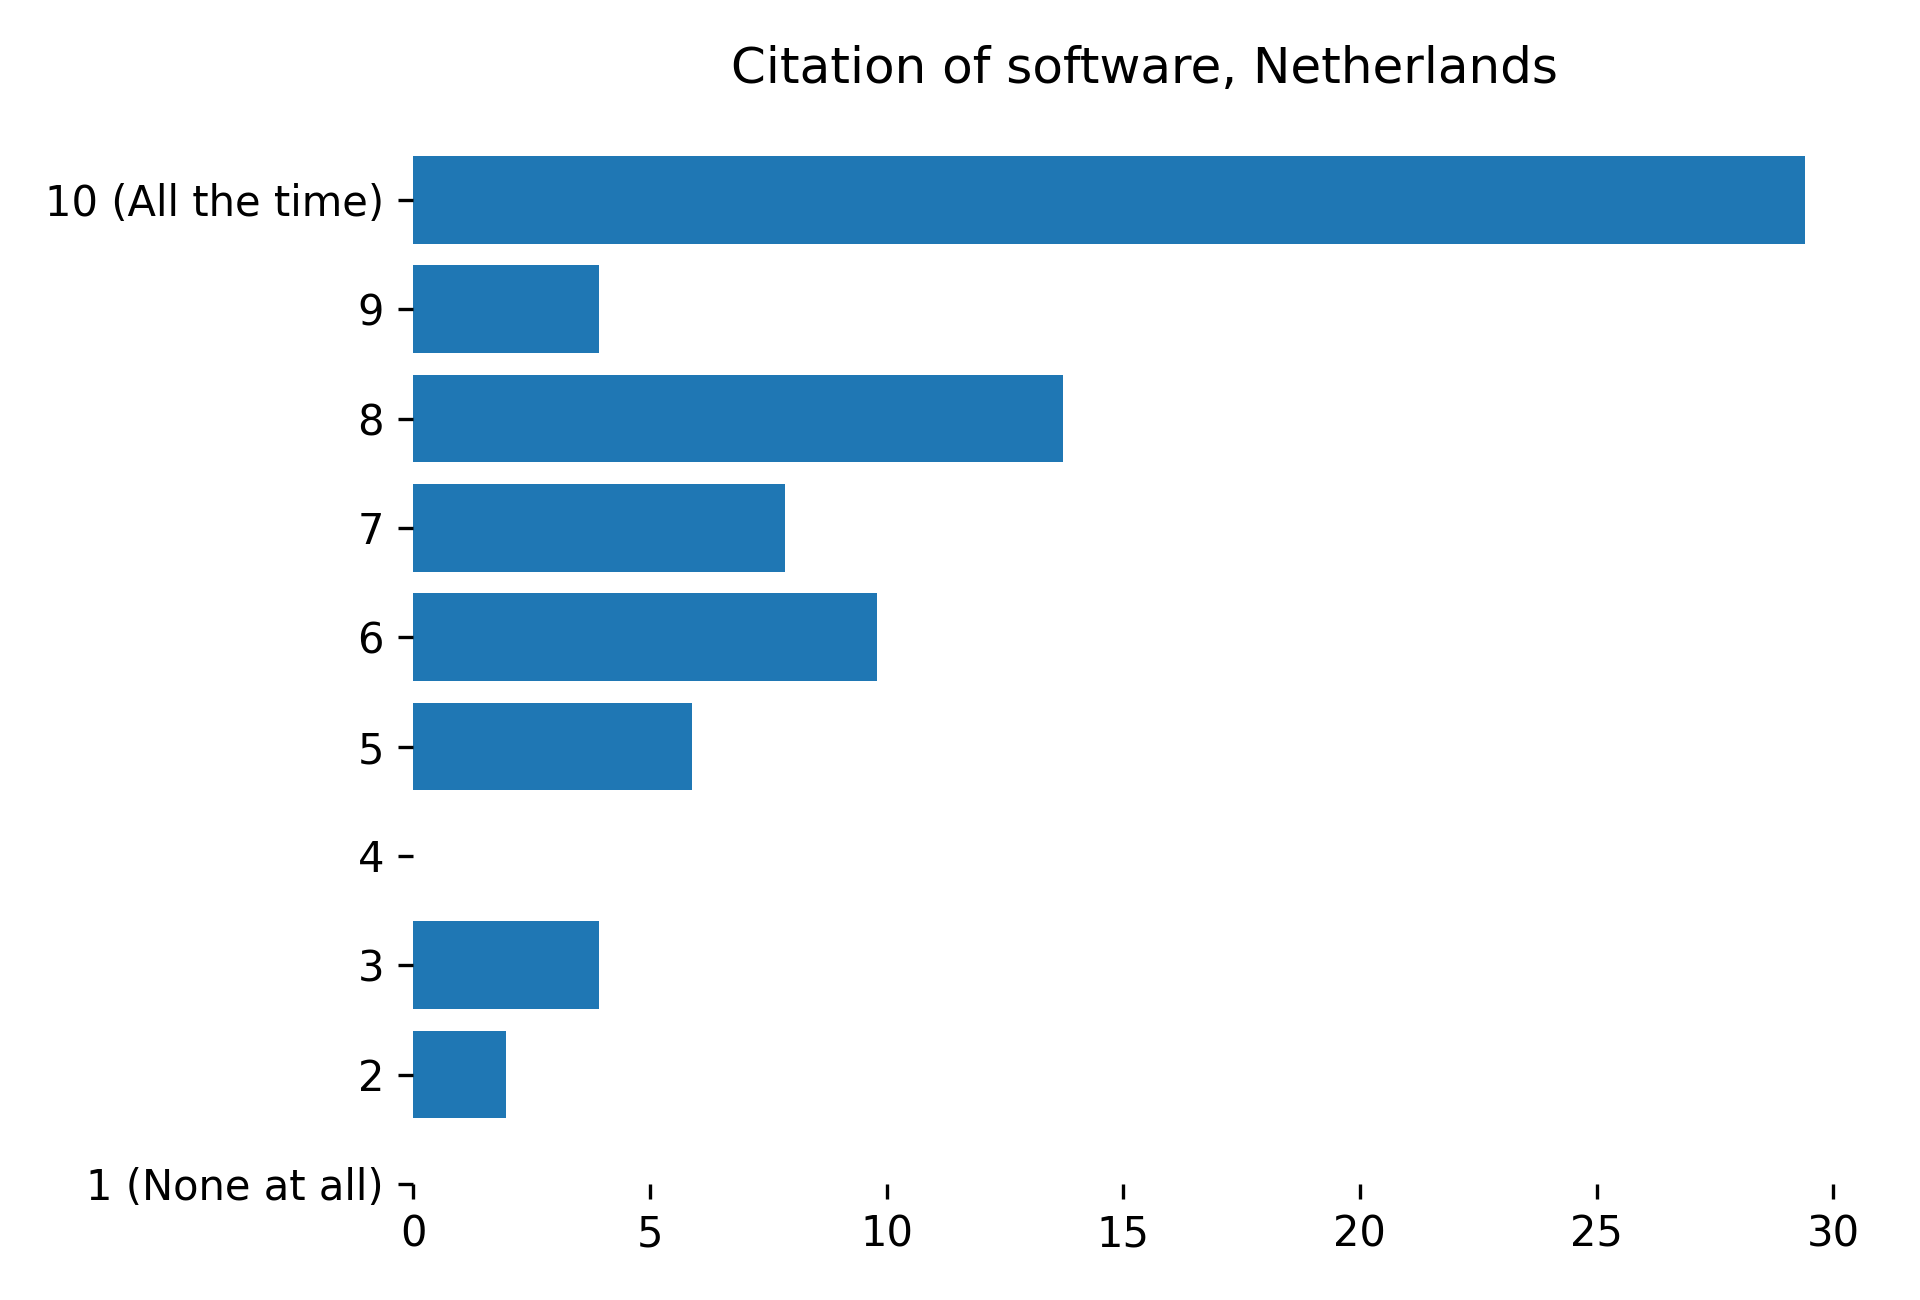 Citation of software, Netherlands
10 (All the time)
9
8
7
6
5
4
3
2
1 (None at all)
0 5 10 15 20 25 30